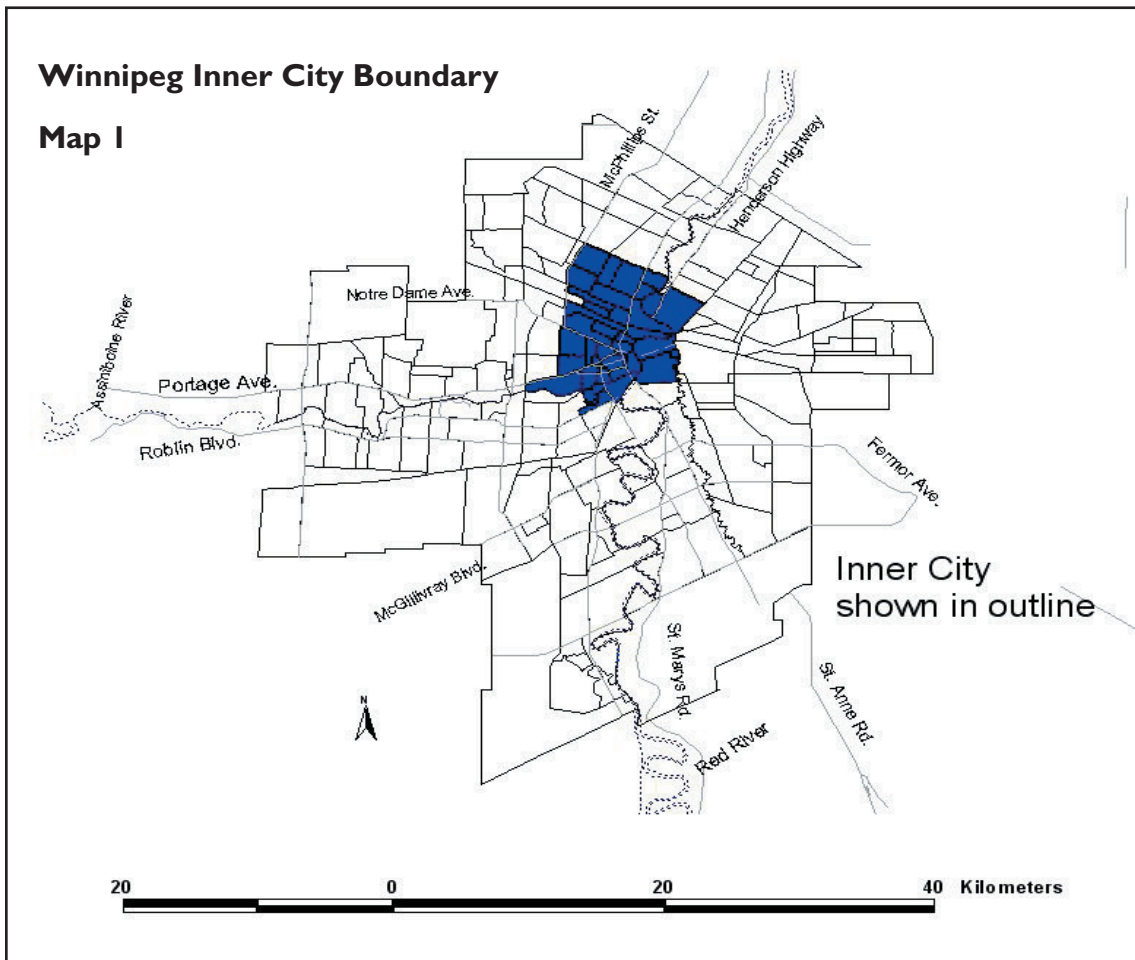 Winnipeg Inner City Boundary
Map 1
McPhillips St.
Henderson Highway
Notre Dame Ave.
Assiniboine River
Portage Ave.
Roblin Blvd.
Fermor Ave.
McGillivray Blvd.
Inner City
shown in outline
St. Marys Rd.
St. Anne Rd.
N
Red River
20 0 20 40 Kilometers